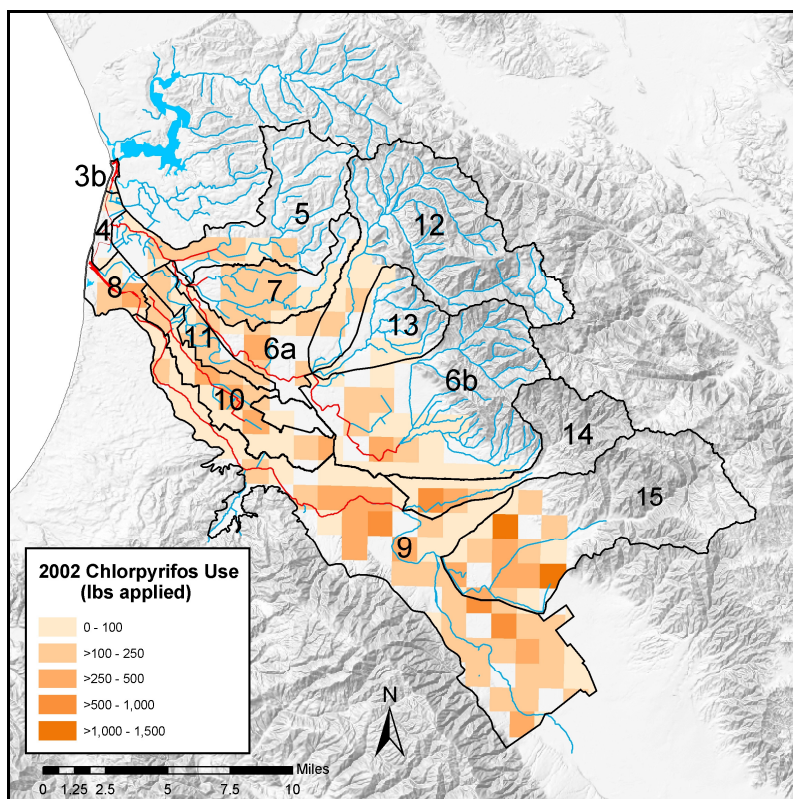 3b
5
12
4
8
7
13
11
6a
6b
10
14
15
9
2002 Chlorpyrifos Use
(lbs applied)
0 - 100
>100 - 250
>250 - 500
>500 - 1,000
>1,000 - 1,500
N
Miles
0 1.25 2.5 5 7.5 10